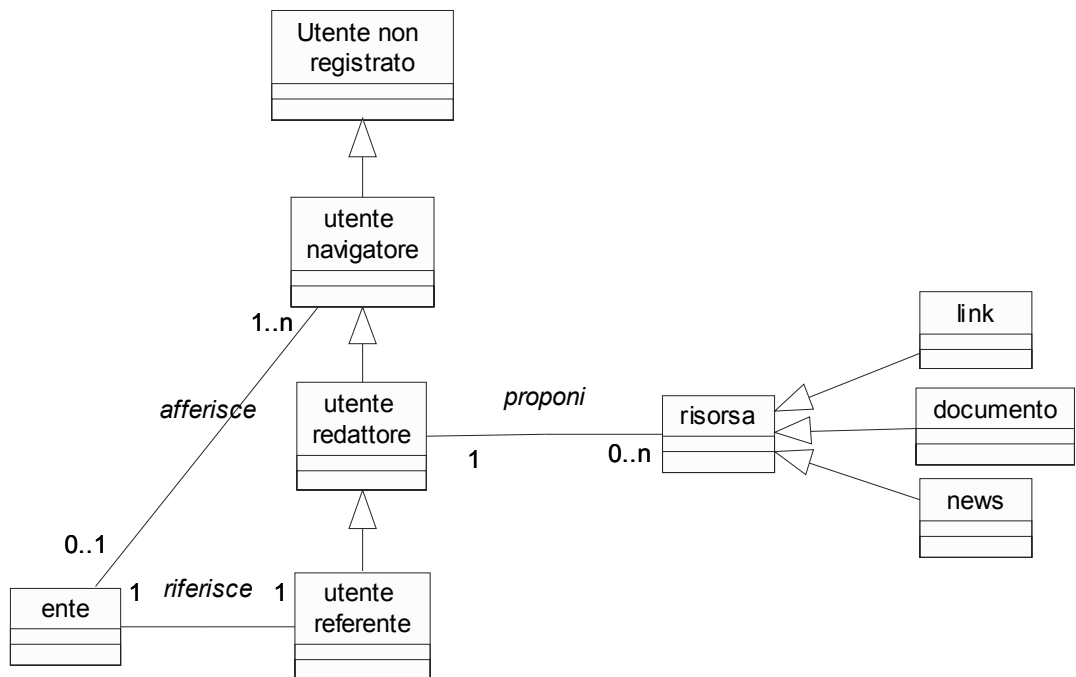 Utente non
registrato
utente
navigatore
1..n
link
afferisce
utente
redattore
proponi
risorsa
documento
1
0..n
news
0..1
1
riferisce
1
ente
utente
referente